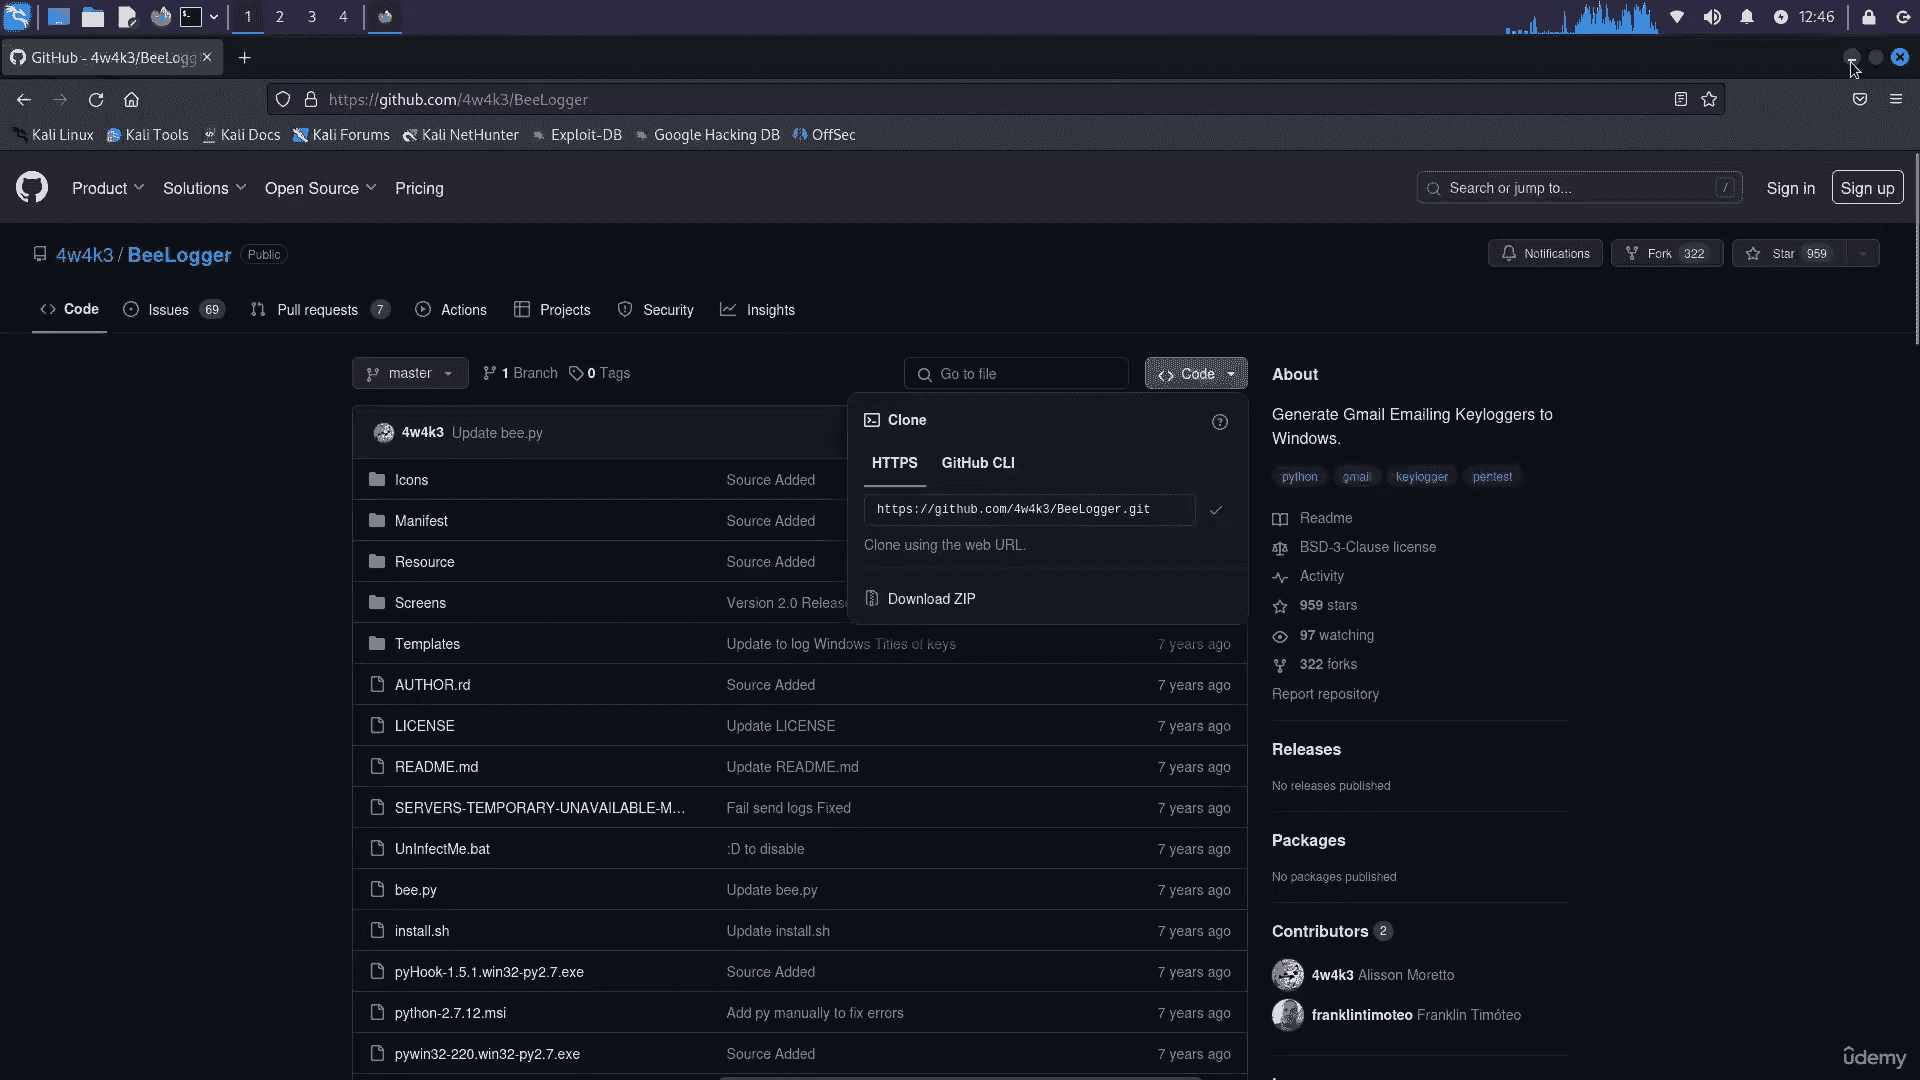 1 2 3 4
12:46
GitHub - 4w4k3/BeeLogg
https://github.com/4w4k3/BeeLogger
Kali Linux Kali Tools Kali Docs Kali Forums Kali NetHunter Exploit-DB Google Hacking DB OffSec
Product Solutions Open Source Pricing
Search or jump to... /
Sign in Sign up
4w4k3 / BeeLogger Public
Notifications Fork 322 Star 959
Code Issues 69 Pull requests 7 Actions Projects Security Insights
master 1 Branch 0 Tags
Go to file
Code
4w4k3 Update bee.py
Clone
HTTPS GitHub CLI
https://github.com/4w4k3/BeeLogger.git
Clone using the web URL.
Download ZIP
Icons Source Added
Manifest Source Added
Resource Source Added
Screens Version 2.0 Releas
Templates Update to log Windows Titles of keys 7 years ago
AUTHOR.rd Source Added 7 years ago
LICENSE Update LICENSE 7 years ago
README.md Update README.md 7 years ago
SERVERS-TEMPORARY-UNAVAILABLE-M... Fail send logs Fixed 7 years ago
UnInfectMe.bat :D to disable 7 years ago
bee.py Update bee.py 7 years ago
install.sh Update install.sh 7 years ago
pyHook-1.5.1.win32-py2.7.exe Source Added 7 years ago
python-2.7.12.msi Add py manually to fix errors 7 years ago
pywin32-220.win32-py2.7.exe Source Added 7 years ago
About
Generate Gmail Emailing Keyloggers to
Windows.
python gmail keylogger pentest
Readme
BSD-3-Clause license
Activity
959 stars
97 watching
322 forks
Report repository
Releases
No releases published
Packages
No packages published
Contributors 2
4w4k3 Alisson Moretto
franklintimoteo Franklin Timóteo
udemy